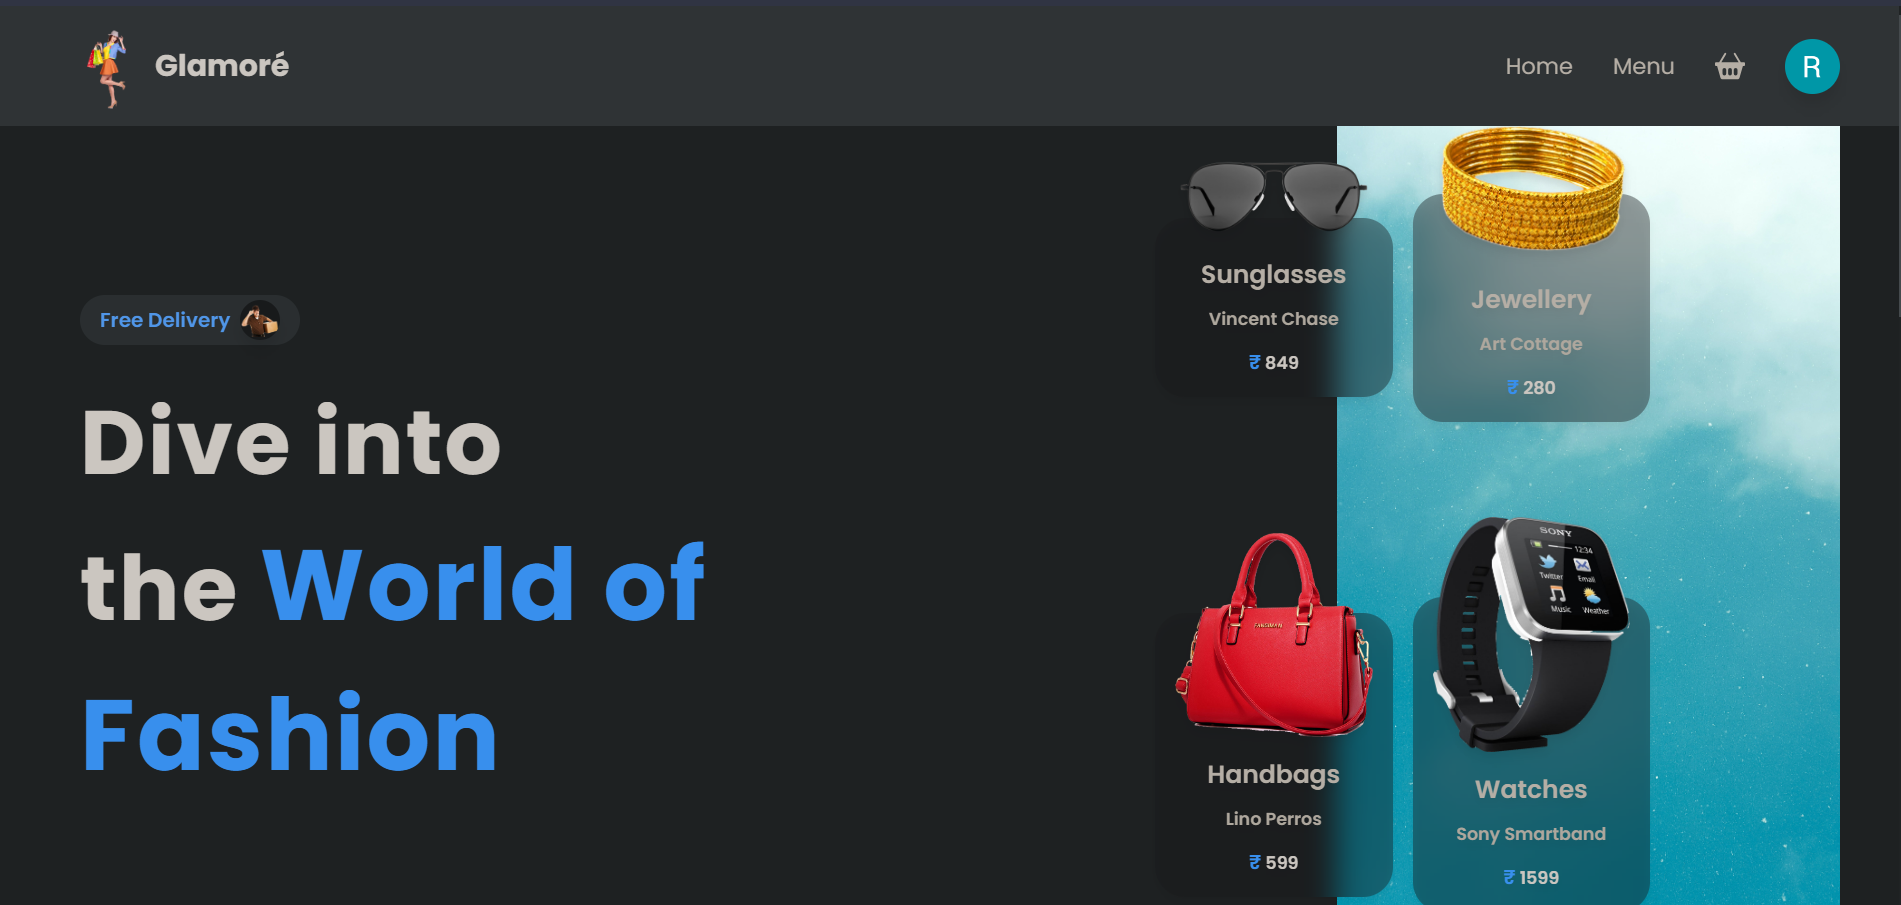 Glamoré
Home
Menu
R
Free Delivery
Dive into
the World of
Fashion
Sunglasses
Vincent Chase
₹ 849
Jewellery
Art Cottage
₹ 280
Handbags
Lino Perros
₹ 599
SONY
12:34
Twitter
Email
Music
Weather
Watches
Sony Smartband
₹ 1599